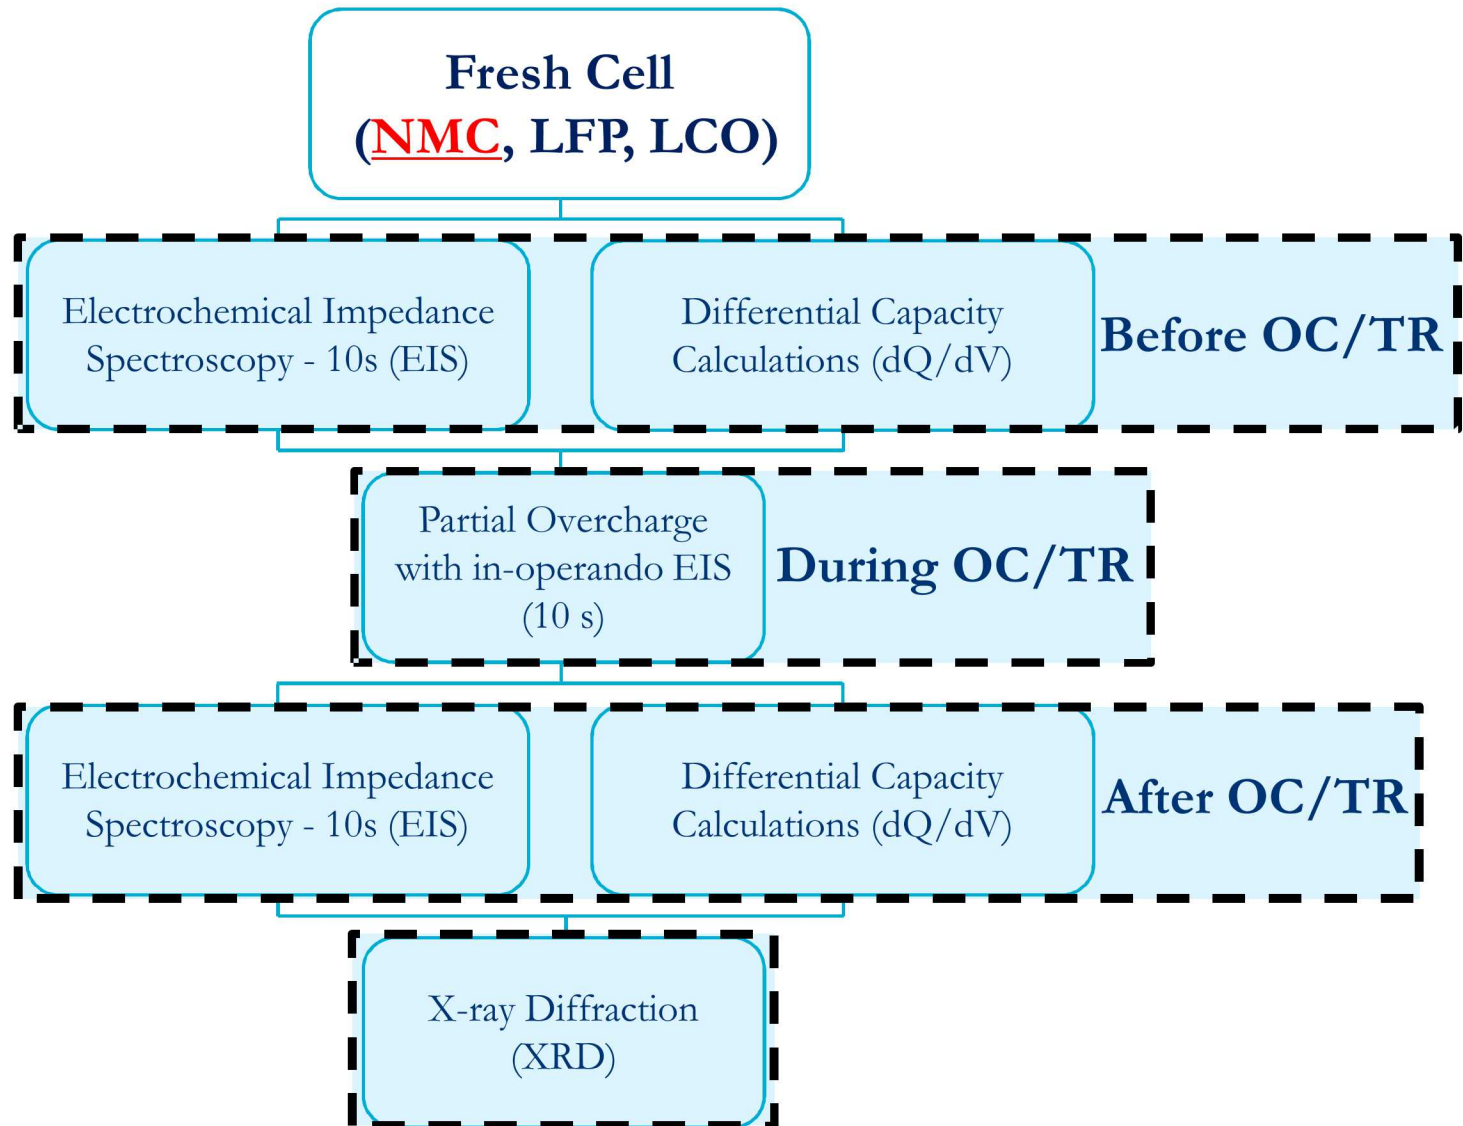 Fresh Cell
(NMC, LFP, LCO)
Electrochemical Impedance
Spectroscopy - 10s (EIS)
Differential Capacity
Calculations (dQ/dV)
Before OC/TR
Partial Overcharge
with in-operando EIS
(10 s)
During OC/TR
Electrochemical Impedance
Spectroscopy - 10s (EIS)
Differential Capacity
Calculations (dQ/dV)
After OC/TR
X-ray Diffraction
(XRD)